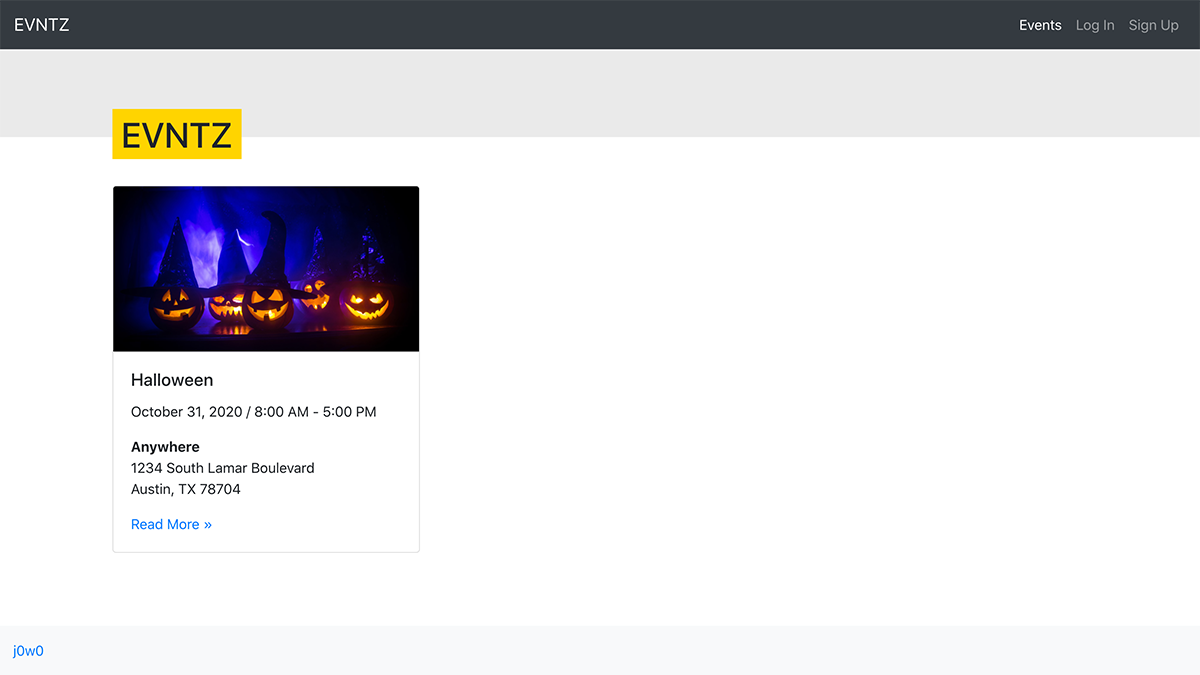 EVNTZ
Events Log In Sign Up
EVNTZ
Halloween
October 31, 2020 / 8:00 AM - 5:00 PM
Anywhere
1234 South Lamar Boulevard
Austin, TX 78704
Read More »
j0w0